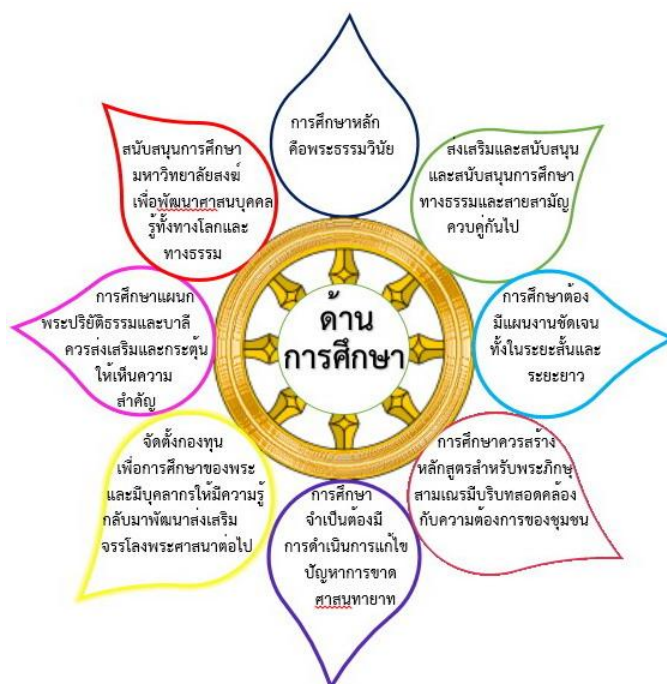 การศึกษาหลัก
คือพระธรรมวินัย
ส่งเสริมและสนับสนุน
และสนับสนุนการศึกษา
ทางธรรมและสายสามัญ
ควบคู่กันไป
การศึกษาต้อง
มีแผนงานชัดเจน
ทั้งในระยะสั้นและ
ระยะยาว
การศึกษาควรสร้าง
หลักสูตรสำหรับพระภิกษุ
สามเณรมีบริบทสอดคล้อง
กับความต้องการของชุมชน
การศึกษา
จำเป็นต้องมี
การดำเนินการแก้ไข
ปัญหาการขาด
ศาสนทายาท
จัดตั้งกองทุน
เพื่อการศึกษาของพระ
และมีบุคลากรให้มีความรู้
กลับมาพัฒนาส่งเสริม
จรรโลงพระศาสนาต่อไป
การศึกษาแผนก
พระปริยัติธรรมและบาลี
ควรส่งเสริมและกระตุ้น
ให้เห็นความ
สำคัญ
สนับสนุนการศึกษา
มหาวิทยาลัยสงฆ์
เพื่อพัฒนาศาสนบุคคล
รู้ทั้งทางโลกและ
ทางธรรม
ด้าน
การศึกษา